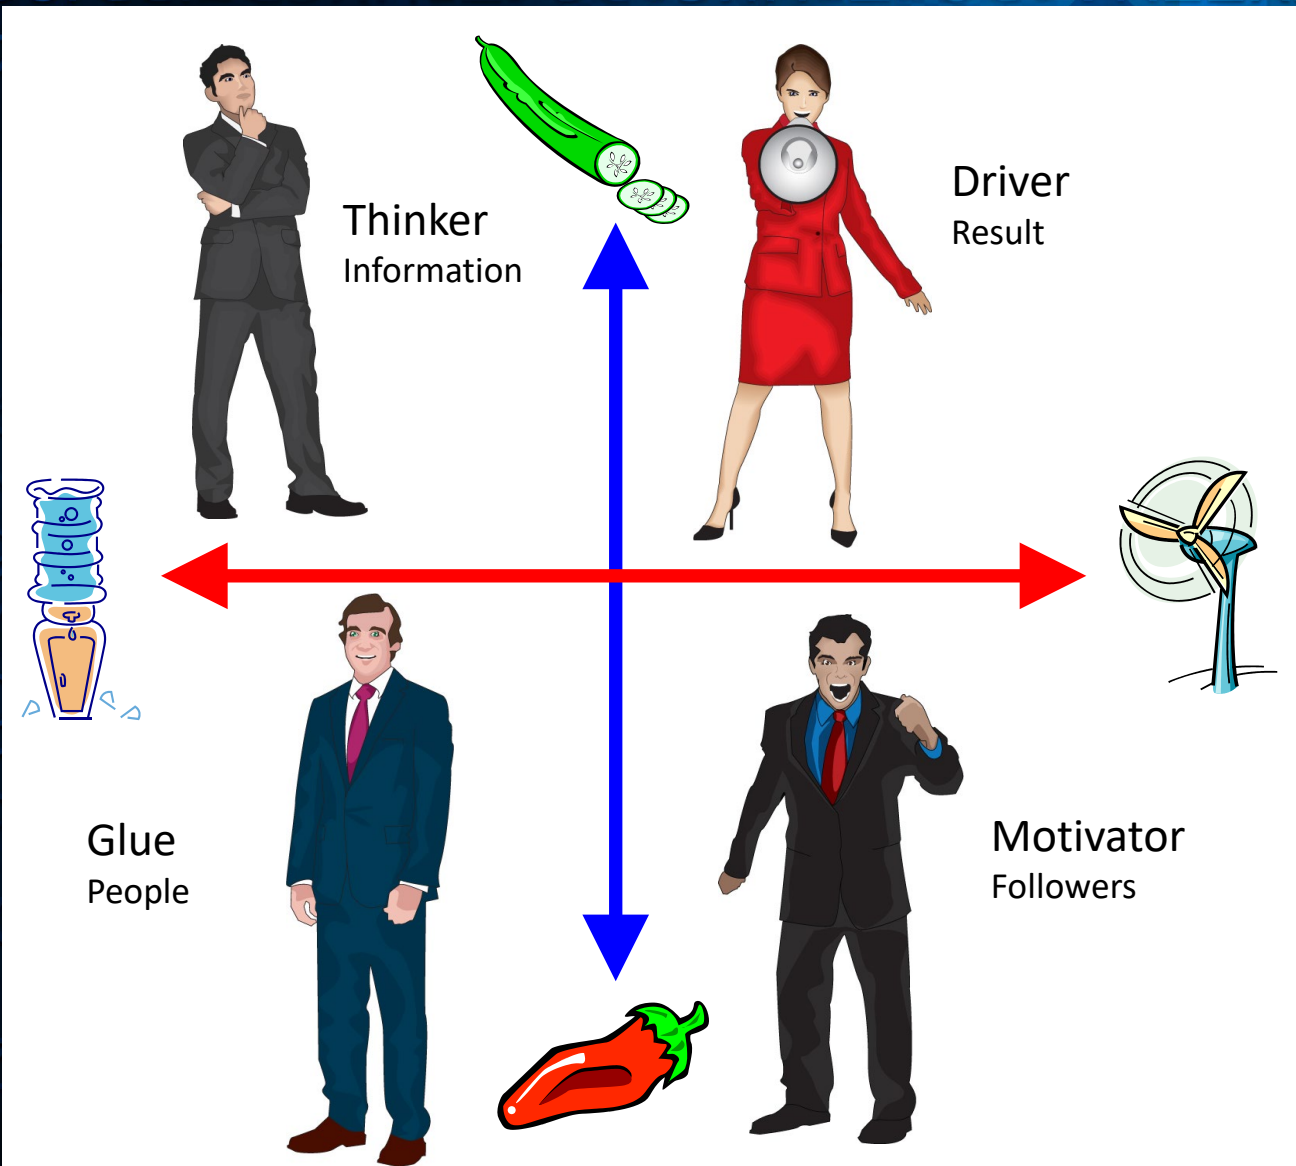 Thinker
Information
Driver
Result
Glue
People
Motivator
Followers